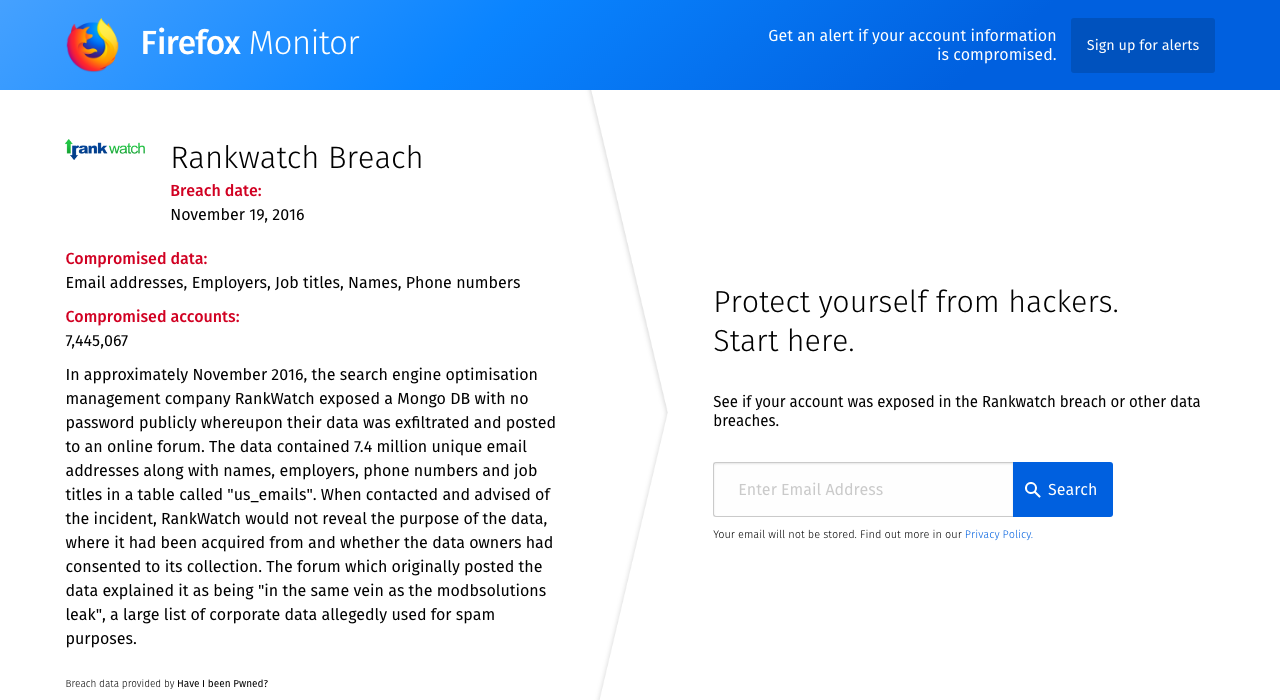 Firefox Monitor
Get an alert if your account information
is compromised.
Sign up for alerts
rank watch
Rankwatch Breach
Breach date:
November 19, 2016
Compromised data:
Email addresses, Employers, Job titles, Names, Phone numbers
Compromised accounts:
7,445,067
In approximately November 2016, the search engine optimisation
management company RankWatch exposed a Mongo DB with no
password publicly whereupon their data was exfiltrated and posted
to an online forum. The data contained 7.4 million unique email
addresses along with names, employers, phone numbers and job
titles in a table called "us_emails". When contacted and advised of
the incident, RankWatch would not reveal the purpose of the data,
where it had been acquired from and whether the data owners had
consented to its collection. The forum which originally posted the
data explained it as being "in the same vein as the modbsolutions
leak", a large list of corporate data allegedly used for spam
purposes.
Breach data provided by Have I been Pwned?
Protect yourself from hackers.
Start here.
See if your account was exposed in the Rankwatch breach or other data
breaches.
Enter Email Address
Search
Your email will not be stored. Find out more in our Privacy Policy.